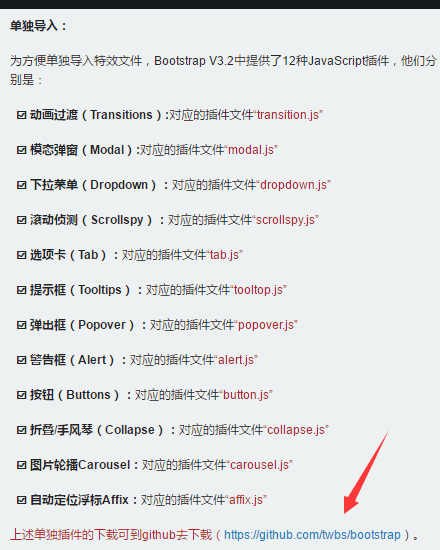 单独导入：
为方便单独导入特效文件，Bootstrap V3.2中提供了12种JavaScript插件，他们分
别是：
☑ 动画过渡（Transitions）:对应的插件文件“transition.js”
☑ 模态弹窗（Modal）:对应的插件文件“modal.js”
☑ 下拉菜单（Dropdown）：对应的插件文件“dropdown.js”
☑ 滚动侦测（Scrollspy）：对应的插件文件“scrollspy.js”
☑ 选项卡（Tab）：对应的插件文件“tab.js”
☑ 提示框（Tooltips）：对应的插件文件“tooltop.js”
☑ 弹出框（Popover）：对应的插件文件“popover.js”
☑ 警告框（Alert）：对应的插件文件“alert.js”
☑ 按钮（Buttons）：对应的插件文件“button.js”
☑ 折叠/手风琴（Collapse）：对应的插件文件“collapse.js”
☑ 图片轮播Carousel：对应的插件文件“carousel.js”
☑ 自动定位浮标Affix：对应的插件文件“affix.js”
上述单独插件的下载可到github去下载（https://github.com/twbs/bootstrap）。